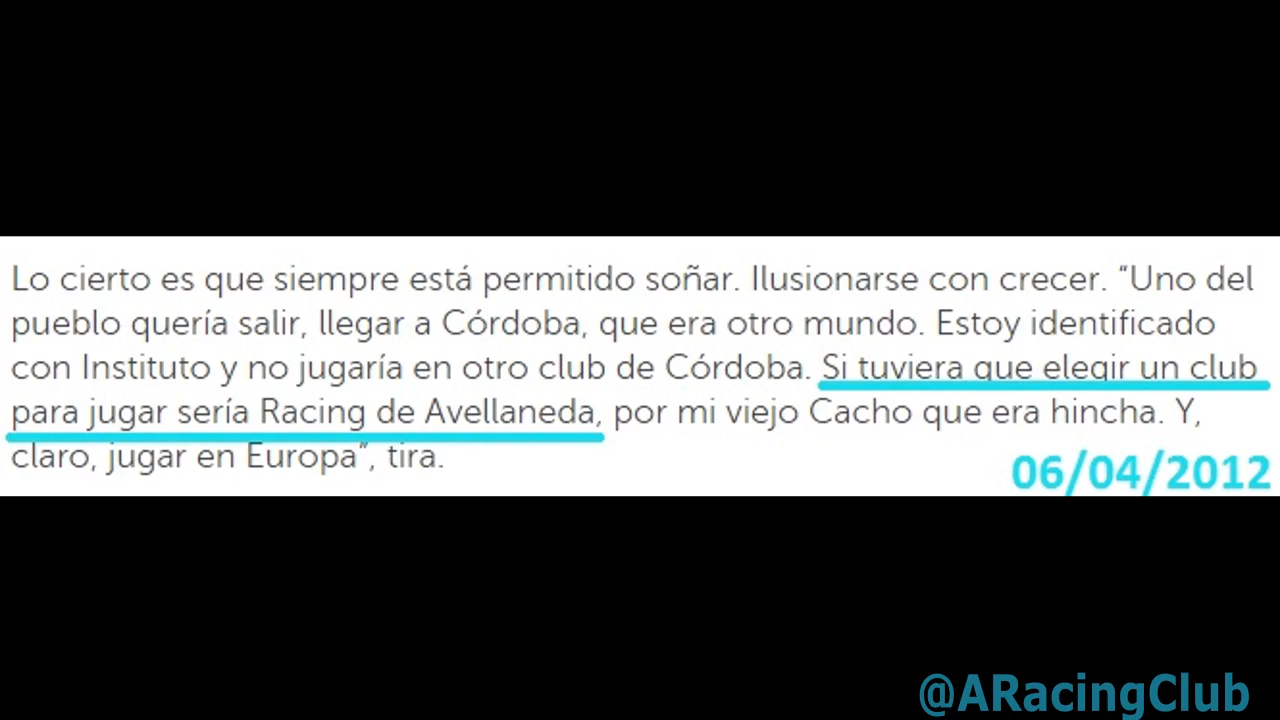 Lo cierto es que siempre está permitido soñar. Ilusionarse con crecer. “Uno del
pueblo quería salir, llegar a Córdoba, que era otro mundo. Estoy identificado
con Instituto y no jugaría en otro club de Córdoba. Si tuviera que elegir un club
para jugar sería Racing de Avellaneda, por mi viejo Cacho que era hincha. Y,
claro, jugar en Europa”, tira.
06/04/2012
@ARacingClub